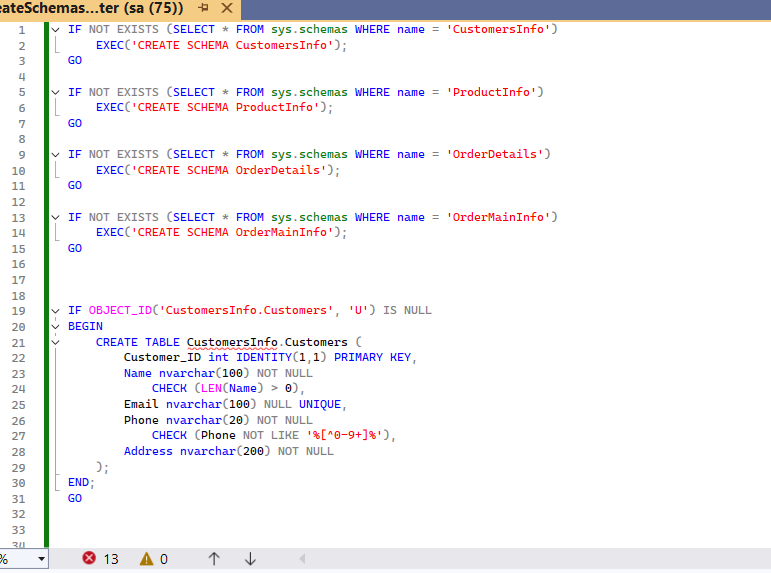 eateSchemas...ter (sa (75))
1 IF NOT EXISTS (SELECT * FROM sys.schemas WHERE name = 'CustomersInfo')
2 EXEC('CREATE SCHEMA CustomersInfo');
3 GO
4
5 IF NOT EXISTS (SELECT * FROM sys.schemas WHERE name = 'ProductInfo')
6 EXEC('CREATE SCHEMA ProductInfo');
7 GO
8
9 IF NOT EXISTS (SELECT * FROM sys.schemas WHERE name = 'OrderDetails')
10 EXEC('CREATE SCHEMA OrderDetails');
11 GO
12
13 IF NOT EXISTS (SELECT * FROM sys.schemas WHERE name = 'OrderMainInfo')
14 EXEC('CREATE SCHEMA OrderMainInfo');
15 GO
16
17
18
19 IF OBJECT_ID('CustomersInfo.Customers', 'U') IS NULL
20 BEGIN
21 CREATE TABLE CustomersInfo.Customers (
22 Customer_ID int IDENTITY(1,1) PRIMARY KEY,
23 Name nvarchar(100) NOT NULL
24 CHECK (LEN(Name) > 0),
25 Email nvarchar(100) NULL UNIQUE,
26 Phone nvarchar(20) NOT NULL
27 CHECK (Phone NOT LIKE '%[^0-9+]%'),
28 Address nvarchar(200) NOT NULL
29 );
30 END;
31 GO
32
33
34
% 13 0